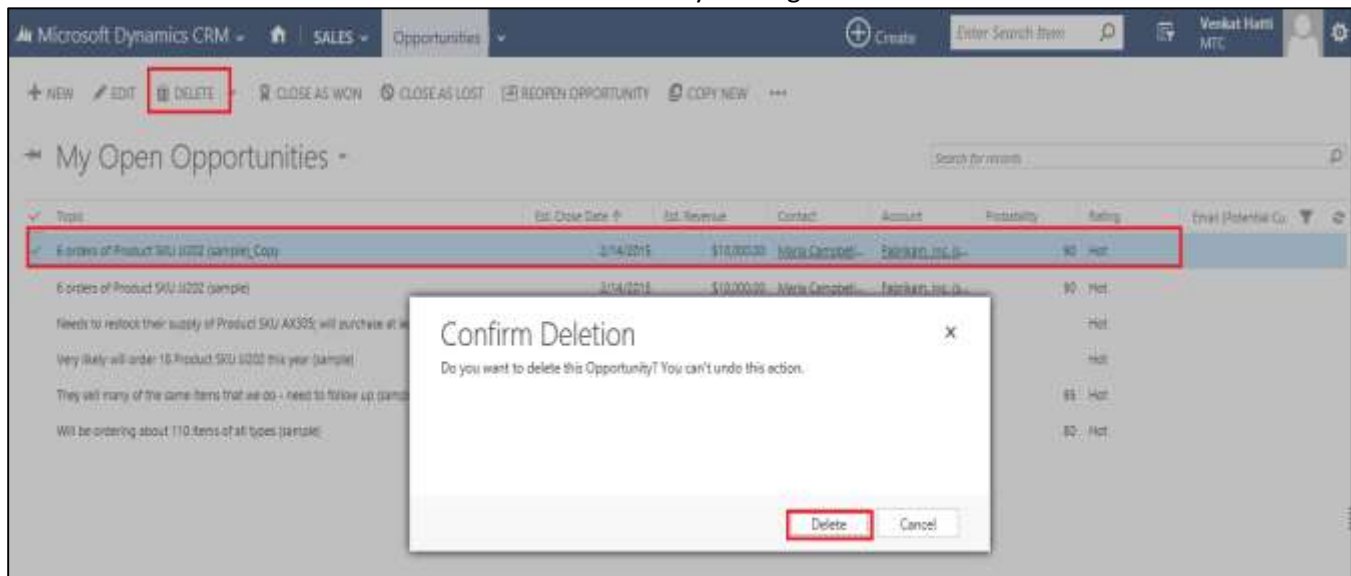 Microsoft Dynamics CRM SALES Opportunities Create Enter Search Item Venkat Hatti
MTC
NEW EDIT DELETE CLOSE AS WON CLOSE AS LOST REOPEN OPPORTUNITY COPY NEW •••
My Open Opportunities Search for records
Topic Est. Close Date ↑ Est. Revenue Contact Account Probability Rating Email (Potential Cu
6 orders of Product SKU JJ202 (sample)_Copy 2/14/2015 $10,000.00 Maria Campbell... Fabrikam, Inc. (s... 90 Hot
6 orders of Product SKU JJ202 (sample) 2/14/2015 $10,000.00 Maria Campbell... Fabrikam, Inc. (s... 90 Hot
Needs to restock their supply of Product SKU AX305; will purchase at Hot
Very likely will order 18 Product SKU JJ202 this year (sample) Hot
They sell many of the same items that we do - need to follow up 95 Hot
Will be ordering about 110 items of all types (sample) 80 Hot
Confirm Deletion x
Do you want to delete this Opportunity? You can't undo this action.
Delete Cancel